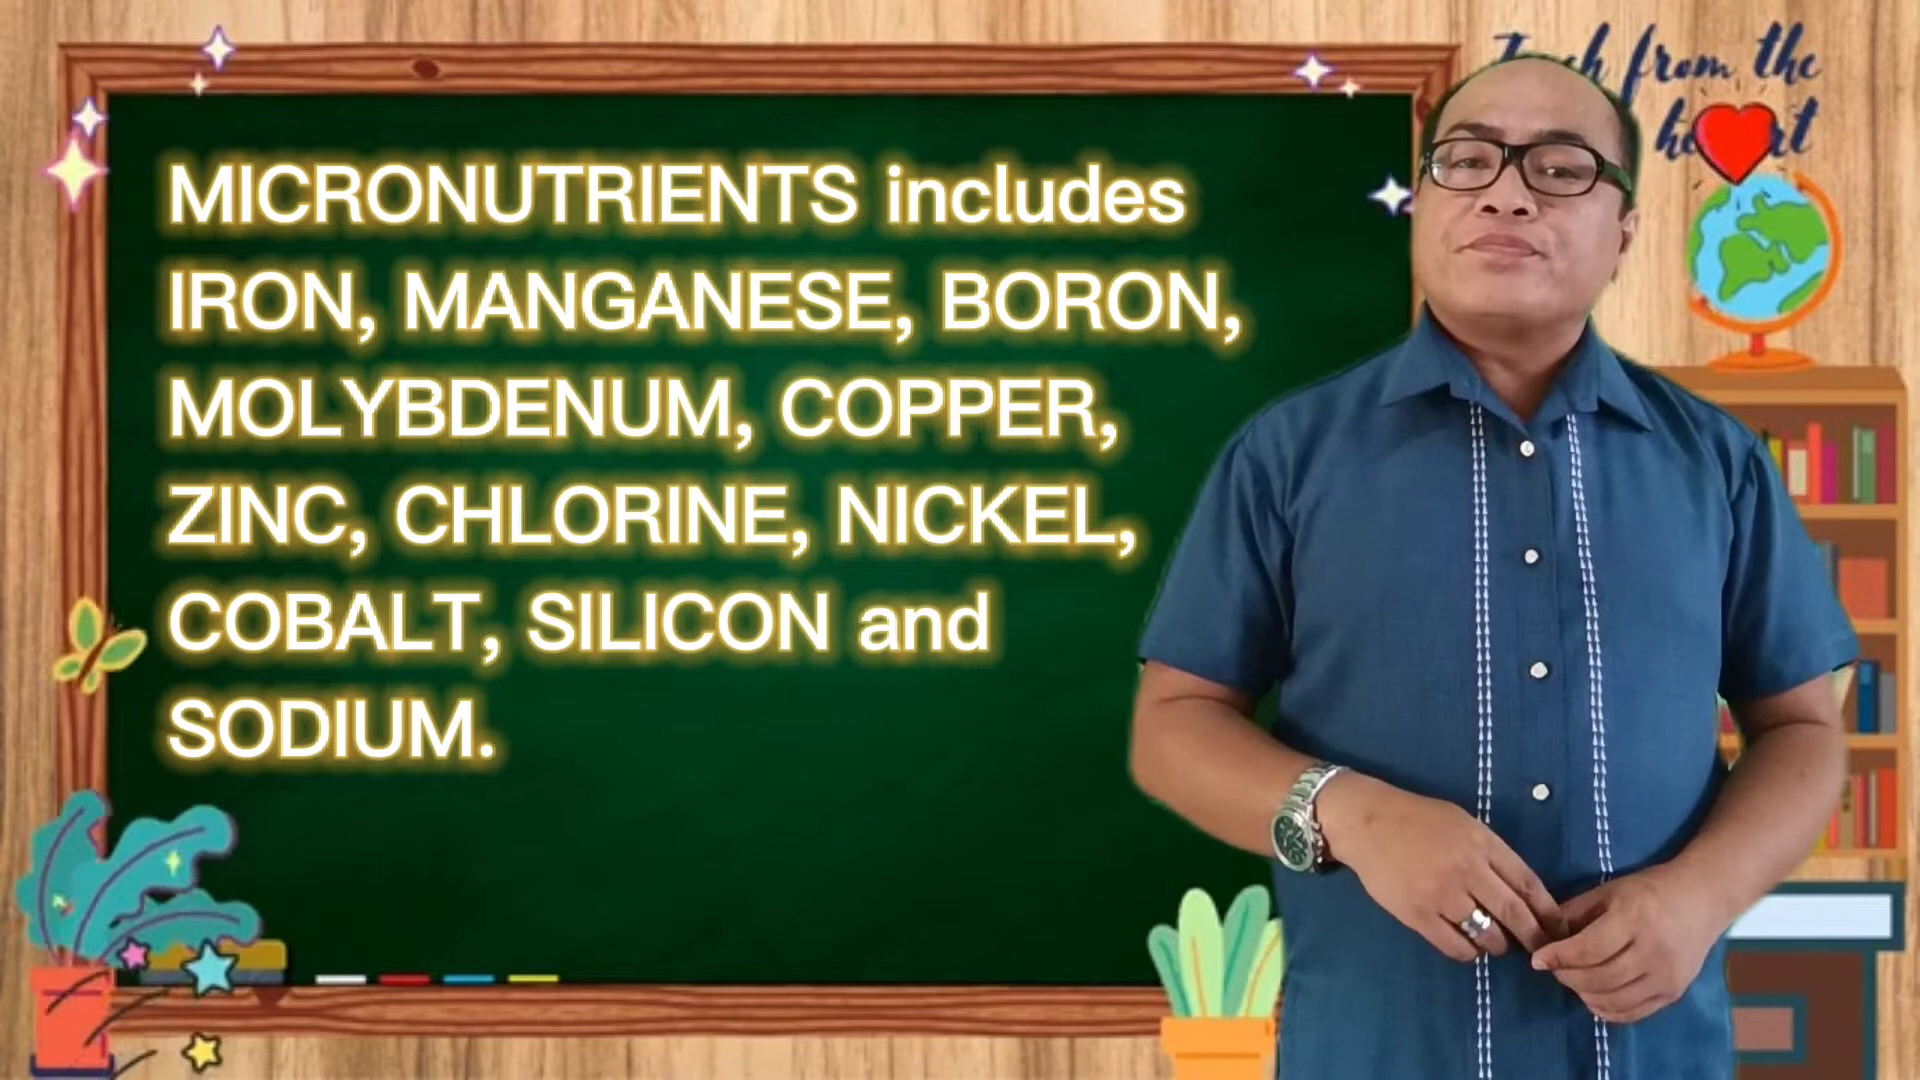 MICRONUTRIENTS includes
IRON, MANGANESE, BORON,
MOLYBDENUM, COPPER,
ZINC, CHLORINE, NICKEL,
COBALT, SILICON and
SODIUM.
from the